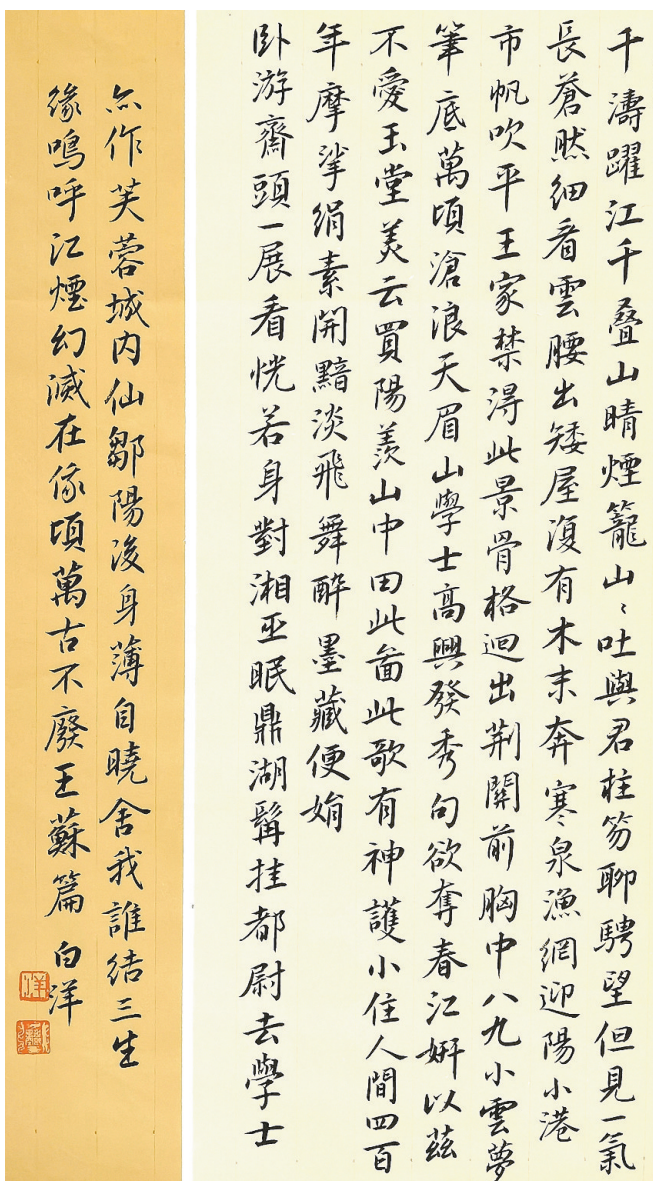 千濤躍江千叠山晴煙籠山〻吐與君柱笏聊騁望但見一氣
長蒼然細看雲腰出矮屋復有木末奔寒泉漁網迎陽小港
市帆吹平王家禁得此景骨格迥出荆關前胸中八九小雲夢
筆底萬頃滄浪天眉山學士高興發秀句欲奪春江妍以茲
不愛玉堂美云買陽羨山中田此啚此歌有神護小住人間四百
年摩挲絹素開黯淡飛舞醉墨藏便娟
卧游齋頭一展看恍若身對湘巫眠鼎湖髯挂都尉去學士
亦作芙蓉城内仙鄒陽後身薄自曉舍我誰結三生
緣嗚呼江煙幻滅在俄頃萬古不廢王蘇篇 白洋